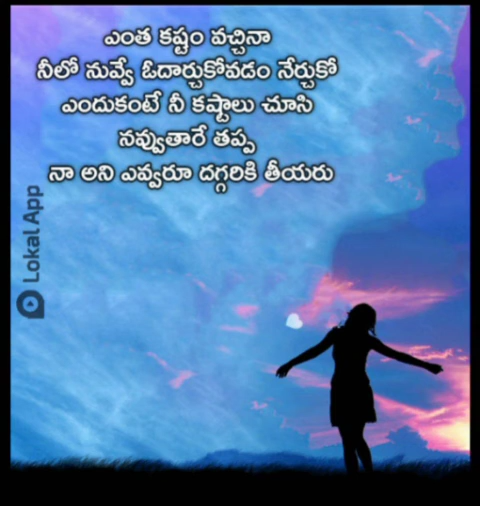 ఎంత కష్టం వచ్చినా
నీలో నువ్వే ఓదార్చుకోవడం నేర్చుకో
ఎందుకంటే నీ కష్టాలు చూసి
నవ్వుతారే తప్ప
నా అని ఎవ్వరూ దగ్గరికి తీయరు
Lokal App